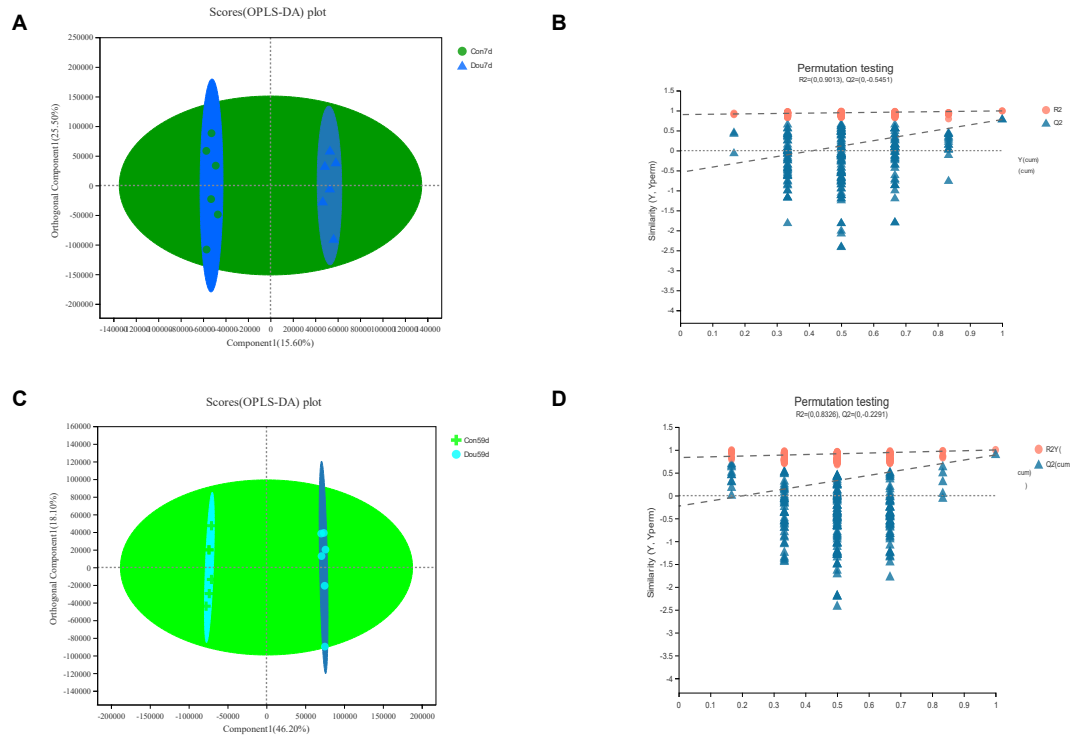 A
Scores(OPLS-DA) plot
250000
200000
150000
100000
50000
0
-50000
-100000
-150000
-200000
Orthogonal Component1(25.50%)
-140000 -120000 -100000 -80000 -60000 -40000 -20000 0 20000 40000 60000 80000 100000 120000 140000
Component1(15.60%)
Con7d
Dou7d
B
Permutation testing
R2=(0,0.9013), Q2=(0,-0.5451)
1.5
1
0.5
0
-0.5
-1
-1.5
-2
-2.5
-3
-3.5
-4
Similarity (Y, Yperm)
0 0.1 0.2 0.3 0.4 0.5 0.6 0.7 0.8 0.9 1
R2
Q2
Y(cum)
(cum)
C
Scores(OPLS-DA) plot
160000
140000
120000
100000
80000
60000
40000
20000
0
-20000
-40000
-60000
-80000
-100000
-120000
-140000
Orthogonal Component1(18.10%)
-200000 -150000 -100000 -50000 0 50000 100000 150000 200000
Component1(46.20%)
Con59d
Dou59d
D
Permutation testing
R2=(0,0.8326), Q2=(0,-0.2291)
1.5
1
0.5
0
-0.5
-1
-1.5
-2
-2.5
-3
-3.5
-4
Similarity (Y, Yperm)
0 0.1 0.2 0.3 0.4 0.5 0.6 0.7 0.8 0.9 1
R2Y(
Q2(cum
cum)
)